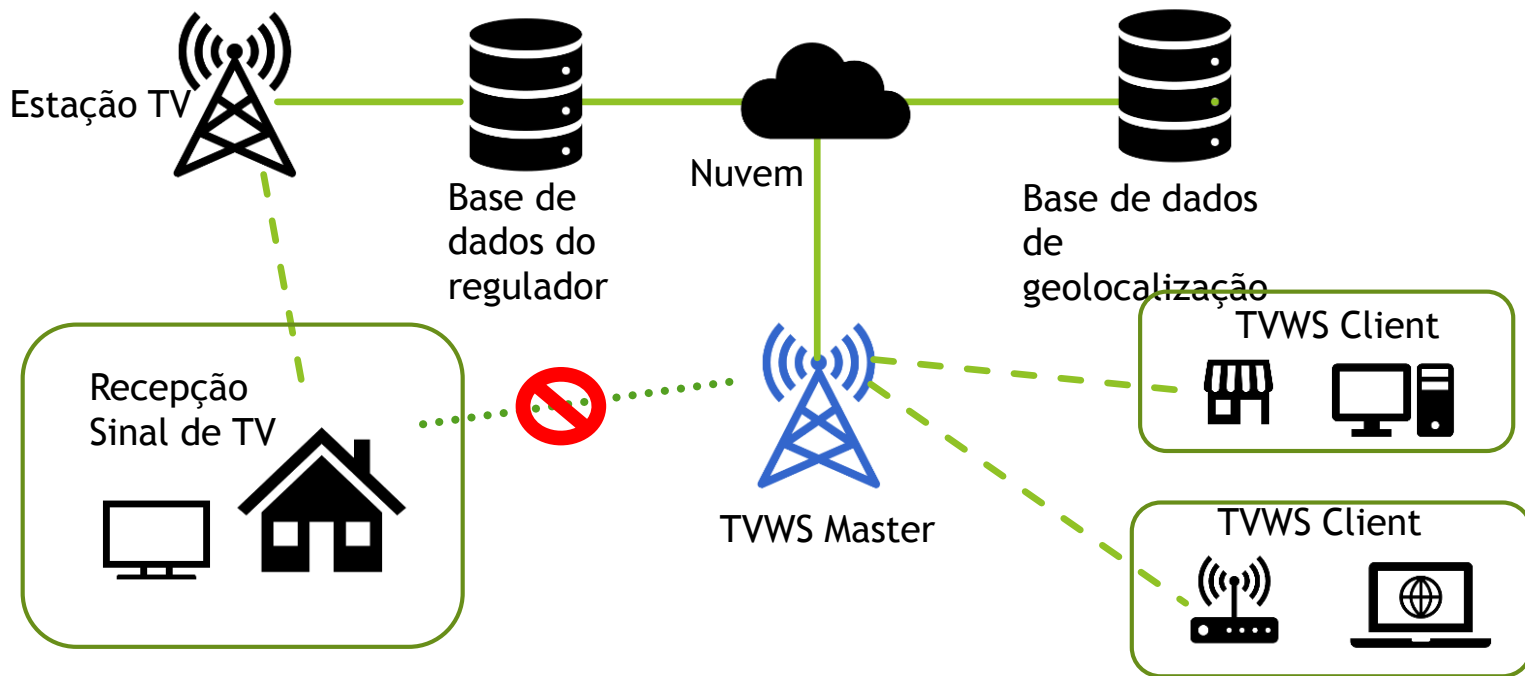 Estação TV
Base de
dados do
regulador
Nuvem
Base de dados
de
geolocalização
Recepção
Sinal de TV
TVWS Master
TVWS Client
TVWS Client